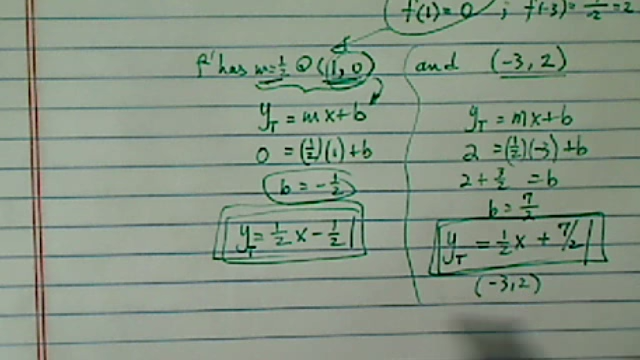 f(1) = 0 ; f(-3) =
f' has m = 1/2 @ (1, 0)
y_T = mx + b
0 = (1/2)(1) + b
b = -1/2
y_T = 1/2 x - 1/2
and (-3, 2)
y_T = mx + b
2 = (1/2)(-3) + b
2 + 3/2 = b
b = 7/2
y_T = 1/2 x + 7/2
(-3, 2)